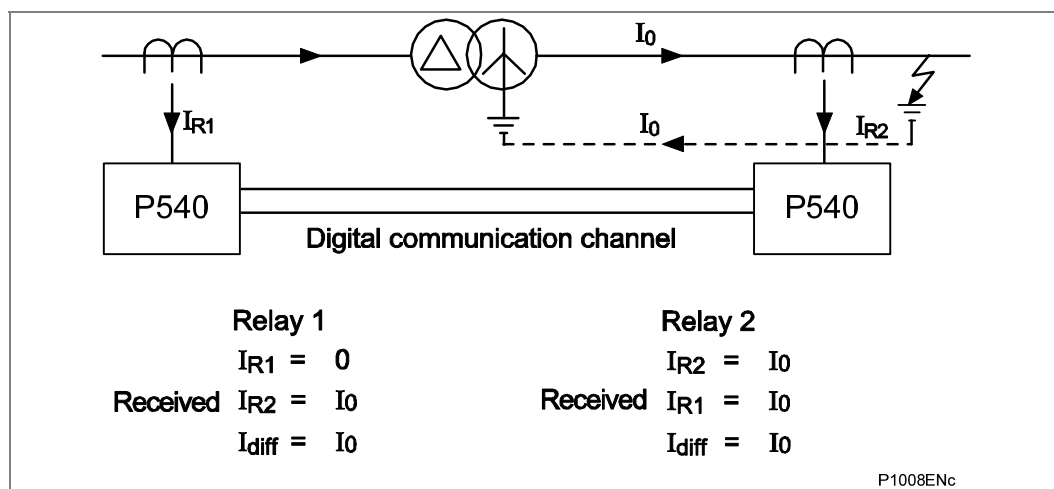 I0
IR1
I0
IR2
P540
P540
Digital communication channel
Relay 1
IR1 = 0
Received IR2 = I0
Idiff = I0
Relay 2
IR2 = I0
Received IR1 = I0
Idiff = I0
P1008ENc